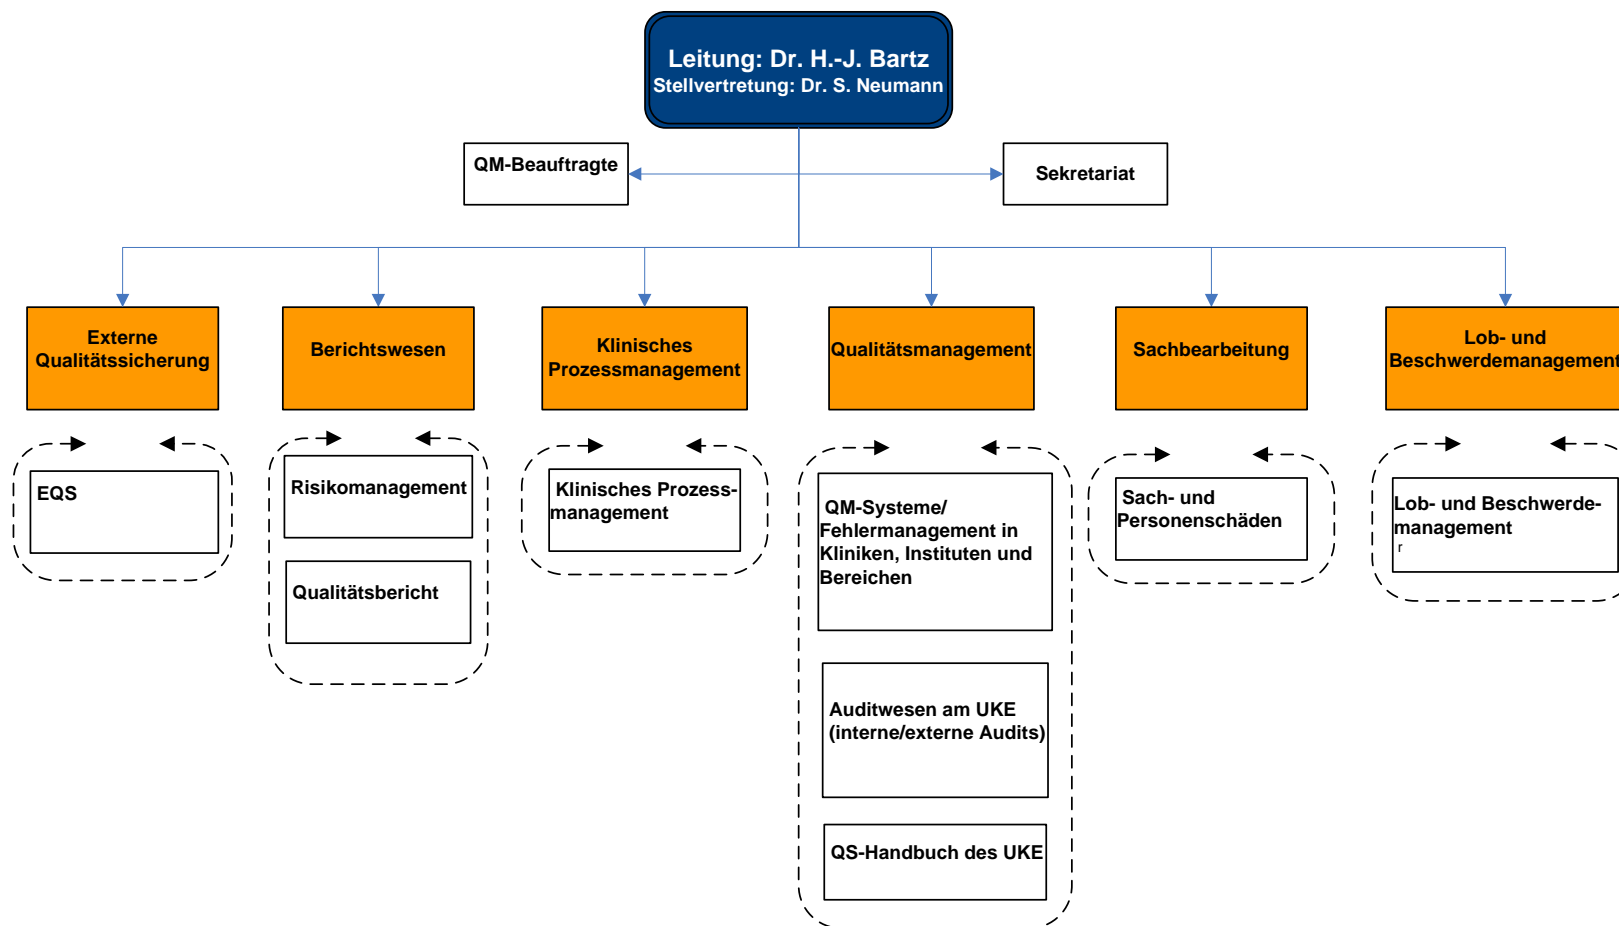 Leitung: Dr. H.-J. Bartz
Stellvertretung: Dr. S. Neumann
QM-Beauftragte
Sekretariat
Externe
Qualitätssicherung
Berichtswesen
Klinisches
Prozessmanagement
Qualitätsmanagement
Sachbearbeitung
Lob- und
Beschwerdemanagement
EQS
Risikomanagement
Qualitätsbericht
Klinisches Prozess-
management
QM-Systeme/
Fehlermanagement in
Kliniken, Instituten und
Bereichen
Auditwesen am UKE
(interne/externe Audits)
QS-Handbuch des UKE
Sach- und
Personenschäden
Lob- und Beschwerde-
management
r